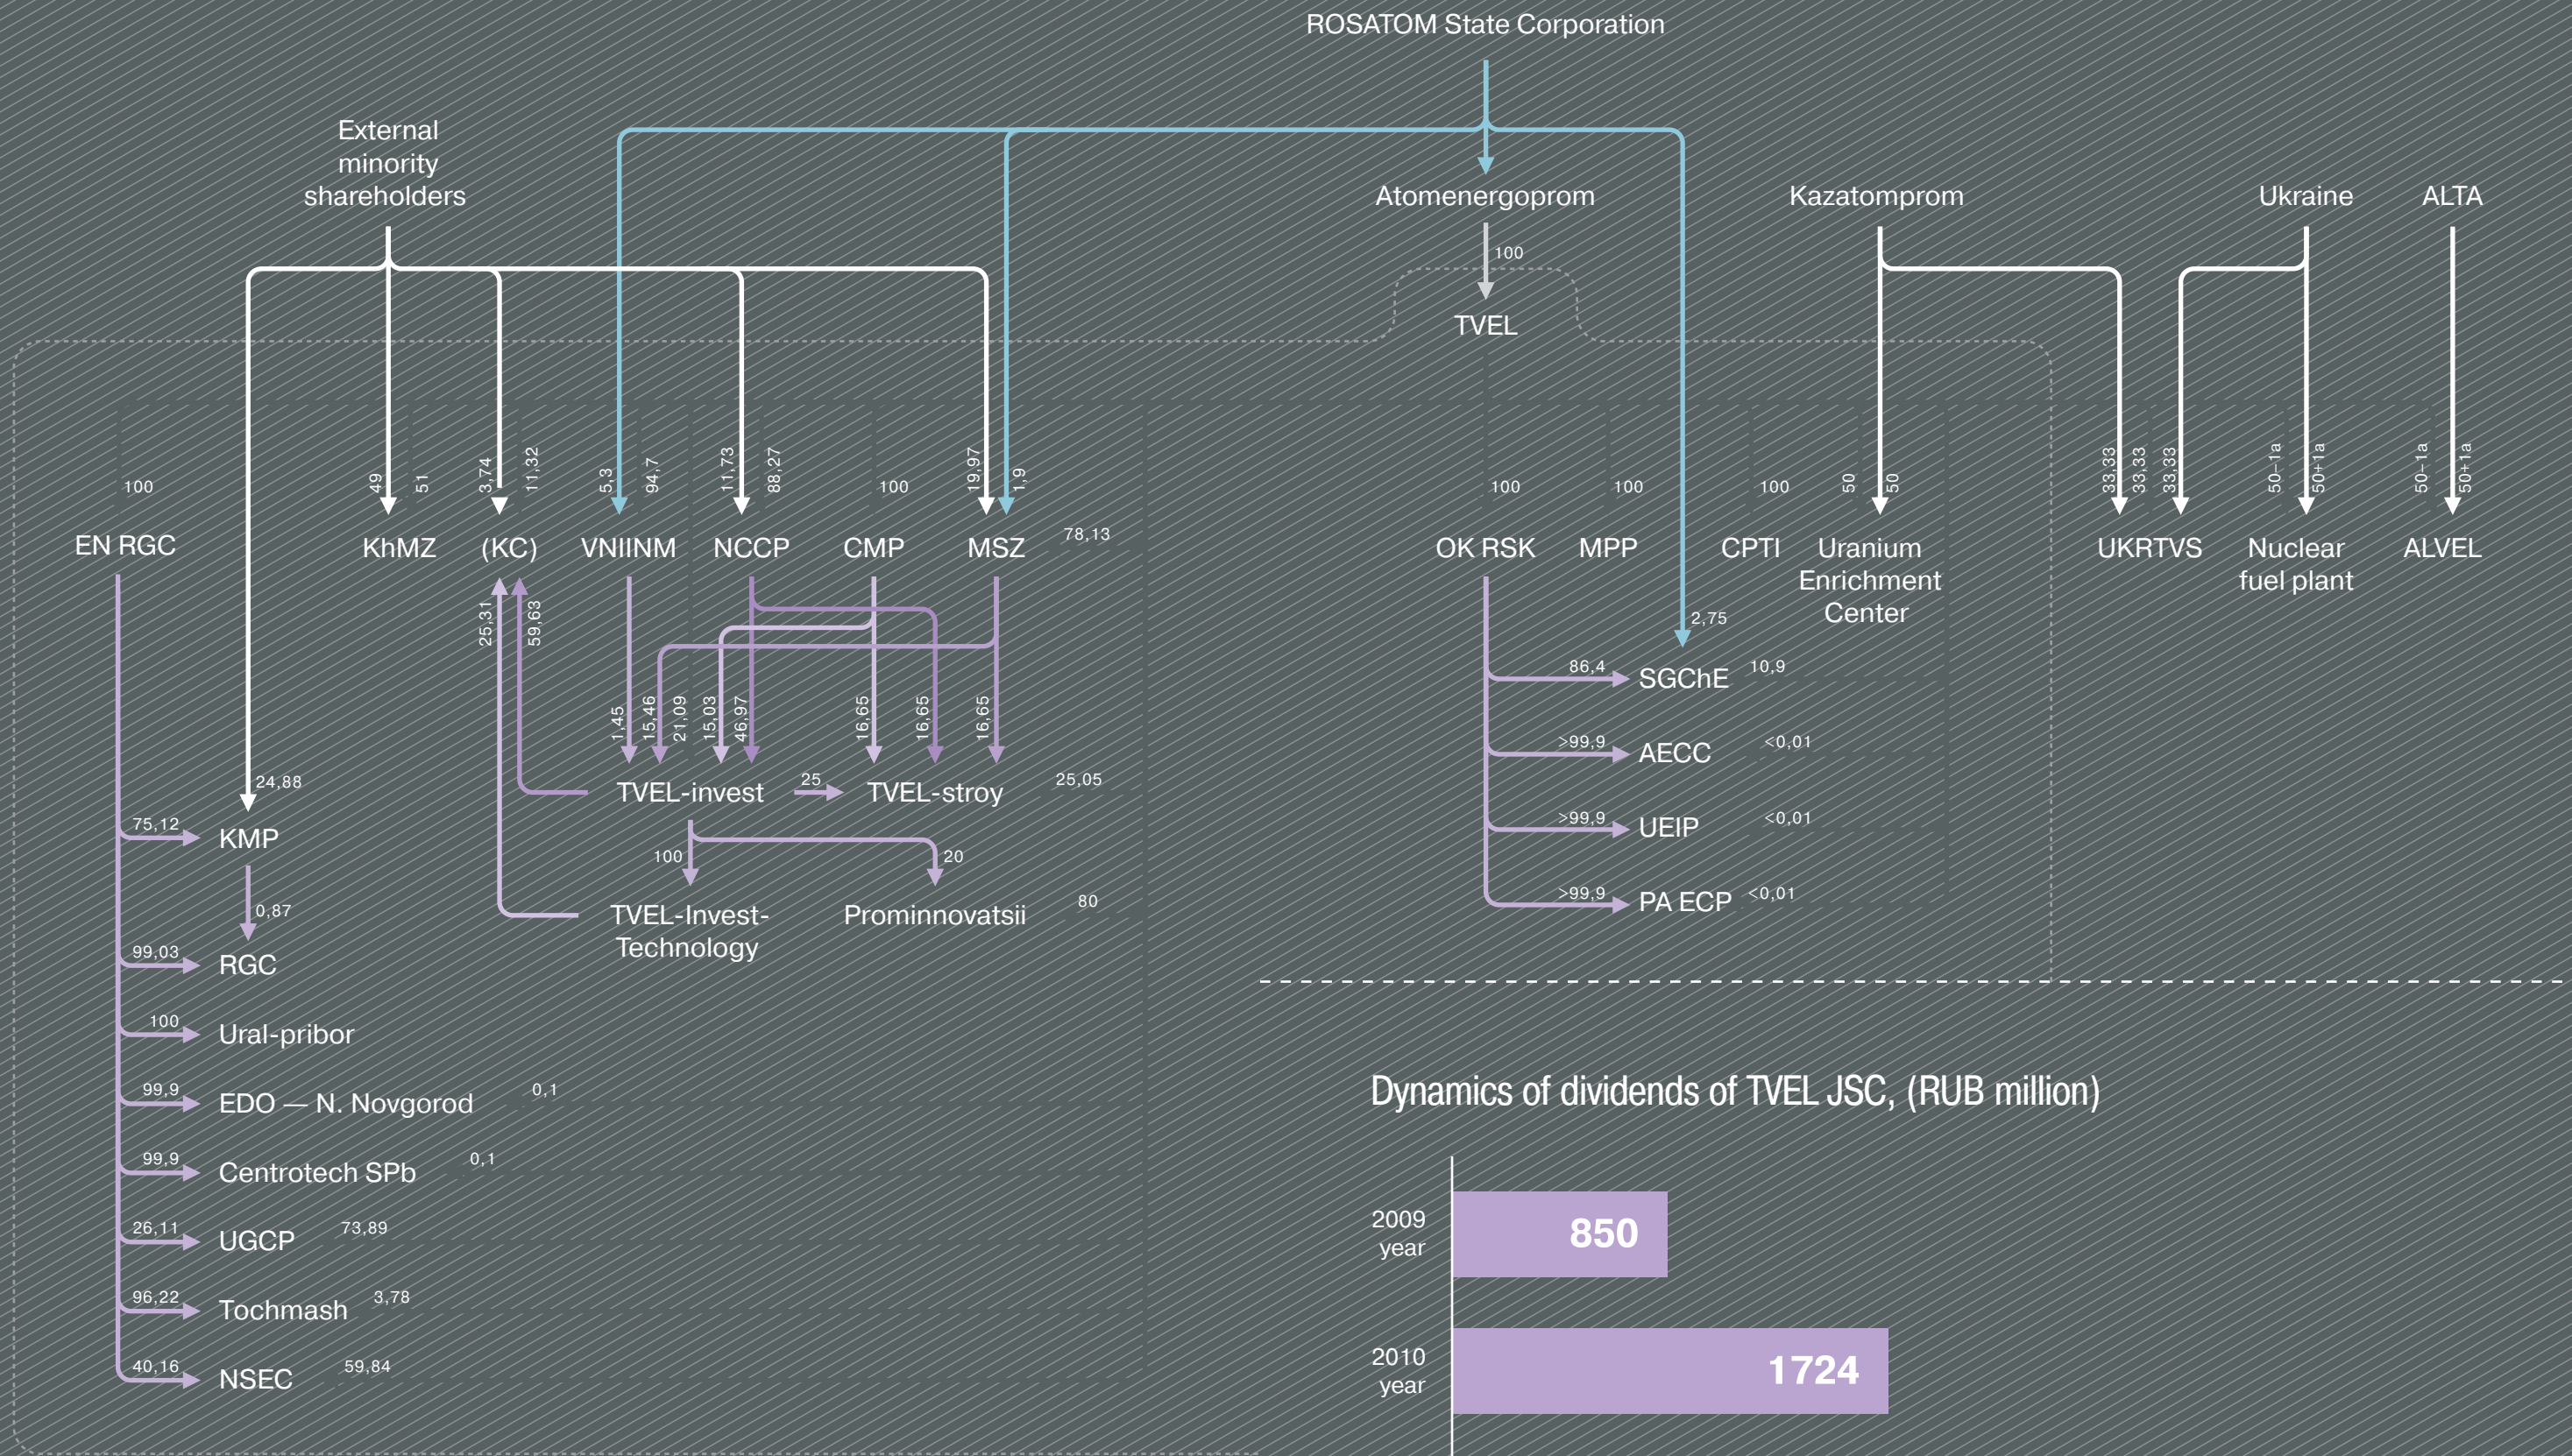 ROSATOM State Corporation
External
minority
shareholders
Atomenergoprom
Kazatomprom
Ukraine
ALTA
100
TVEL
100
49
51
3,74
11,32
5,3
94,7
11,73
88,27
100
19,97
1,9
78,13
100
100
100
50
50
33,33
33,33
33,33
50–1a
50+1a
50–1a
50+1a
EN RGC
KhMZ
(KC)
VNIINM
NCCP
CMP
MSZ
OK RSK
MPP
CPTI
Uranium
Enrichment
Center
UKRTVS
Nuclear
fuel plant
ALVEL
25,31
59,63
1,45
15,46
21,09
15,03
46,97
16,65
16,65
16,65
2,75
86,4
SGChE
10,9
>99,9
AECC
<0,01
>99,9
UEIP
<0,01
>99,9
PA ECP
<0,01
TVEL-invest
25
TVEL-stroy
25,05
100
20
TVEL-Invest-
Technology
Prominnovatsii
80
24,88
75,12
KMP
0,87
99,03
RGC
100
Ural-pribor
99,9
EDO — N. Novgorod
0,1
99,9
Centrotech SPb
0,1
26,11
UGCP
73,89
96,22
Tochmash
3,78
40,16
NSEC
59,84
Dynamics of dividends of TVEL JSC, (RUB million)
2009
year
850
2010
year
1724